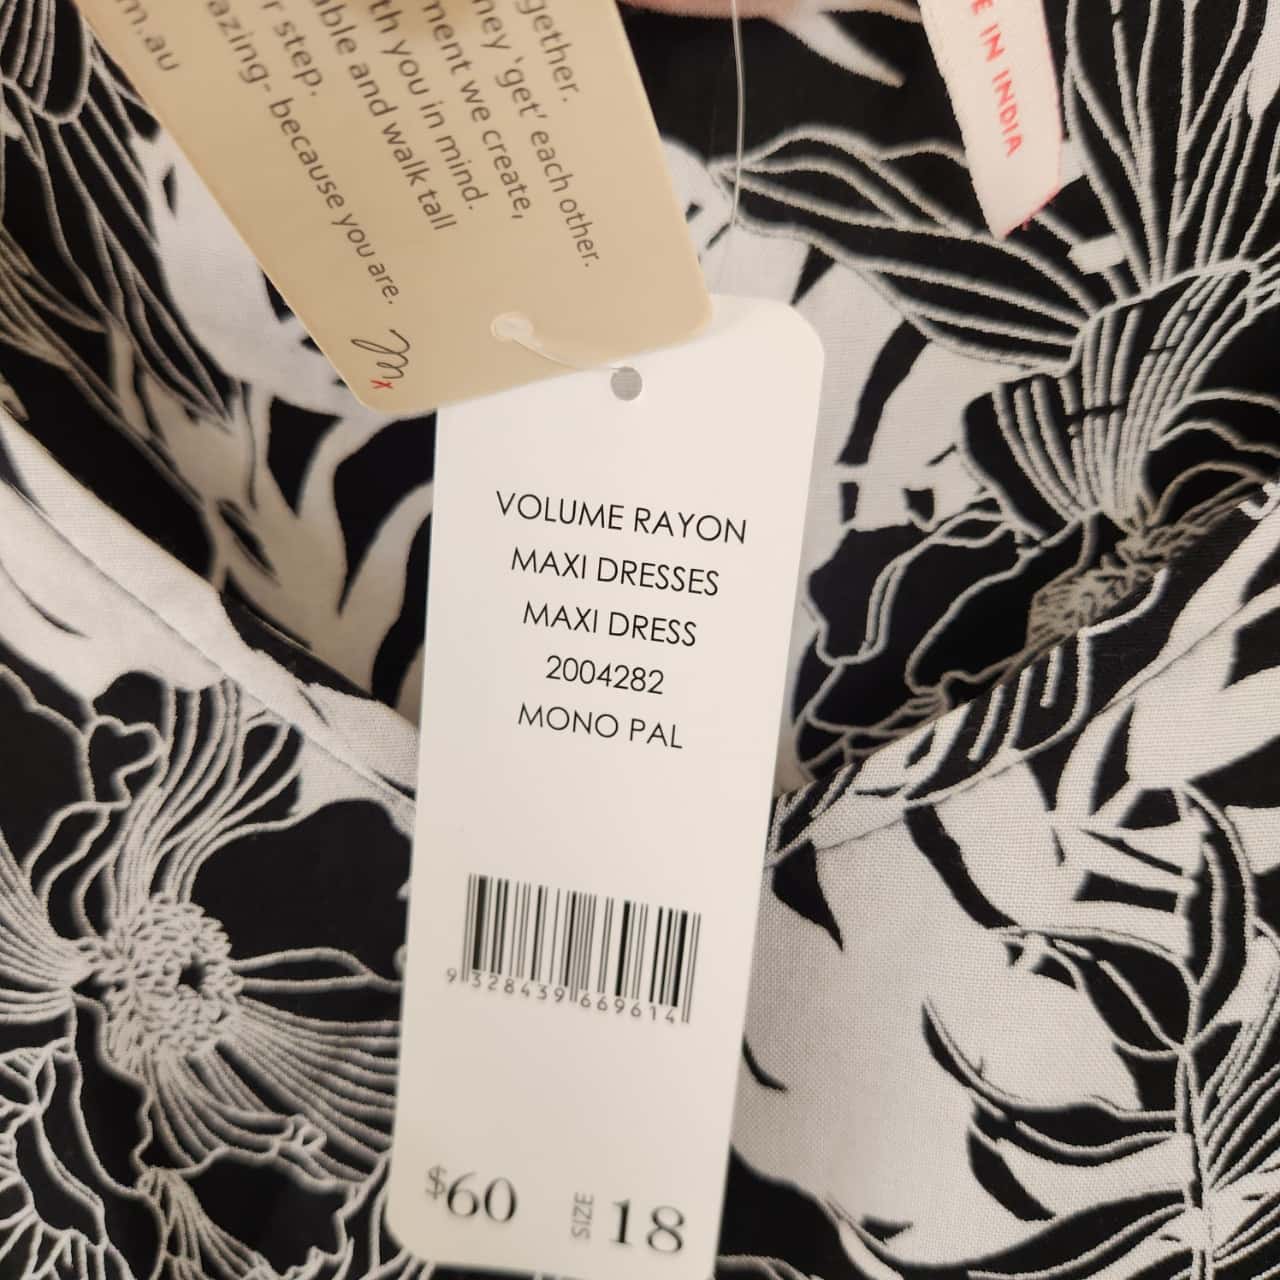 gether.
ney 'get' each other.
ment we create,
th you in mind.
able and walk tall
r step.
azing - because you are.
m.au
E IN INDIA
VOLUME RAYON
MAXI DRESSES
MAXI DRESS
2004282
MONO PAL
9 328439 669614
$60 SIZE 18